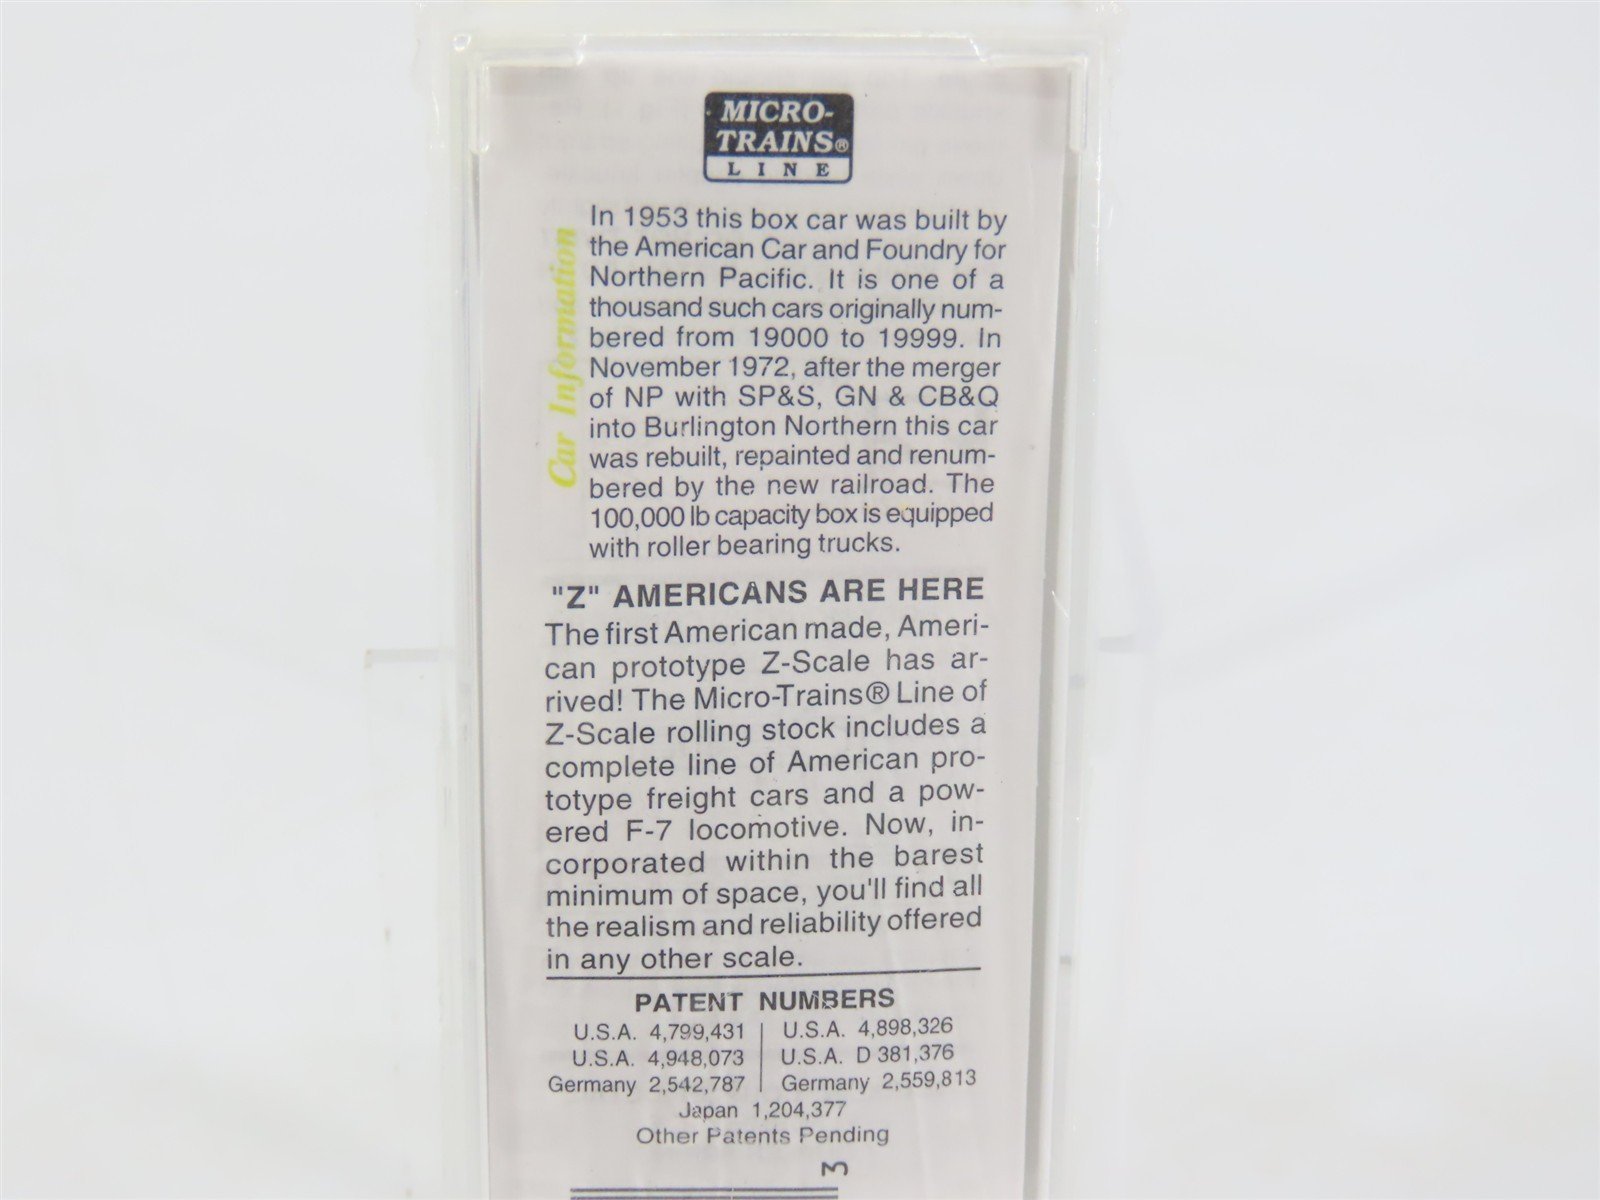 MICRO-
TRAINS®
LINE
Car Information
In 1953 this box car was built by
the American Car and Foundry for
Northern Pacific. It is one of a
thousand such cars originally num-
bered from 19000 to 19999. In
November 1972, after the merger
of NP with SP&S, GN & CB&Q
into Burlington Northern this car
was rebuilt, repainted and renum-
bered by the new railroad. The
100,000 lb capacity box is equipped
with roller bearing trucks.
"Z" AMERICANS ARE HERE
The first American made, Ameri-
can prototype Z-Scale has ar-
rived! The Micro-Trains® Line of
Z-Scale rolling stock includes a
complete line of American pro-
totype freight cars and a pow-
ered F-7 locomotive. Now, in-
corporated within the barest
minimum of space, you'll find all
the realism and reliability offered
in any other scale.
PATENT NUMBERS
U.S.A. 4,799,431 | U.S.A. 4,898,326
U.S.A. 4,948,073 | U.S.A. D 381,376
Germany 2,542,787 | Germany 2,559,813
Japan 1,204,377
Other Patents Pending
3